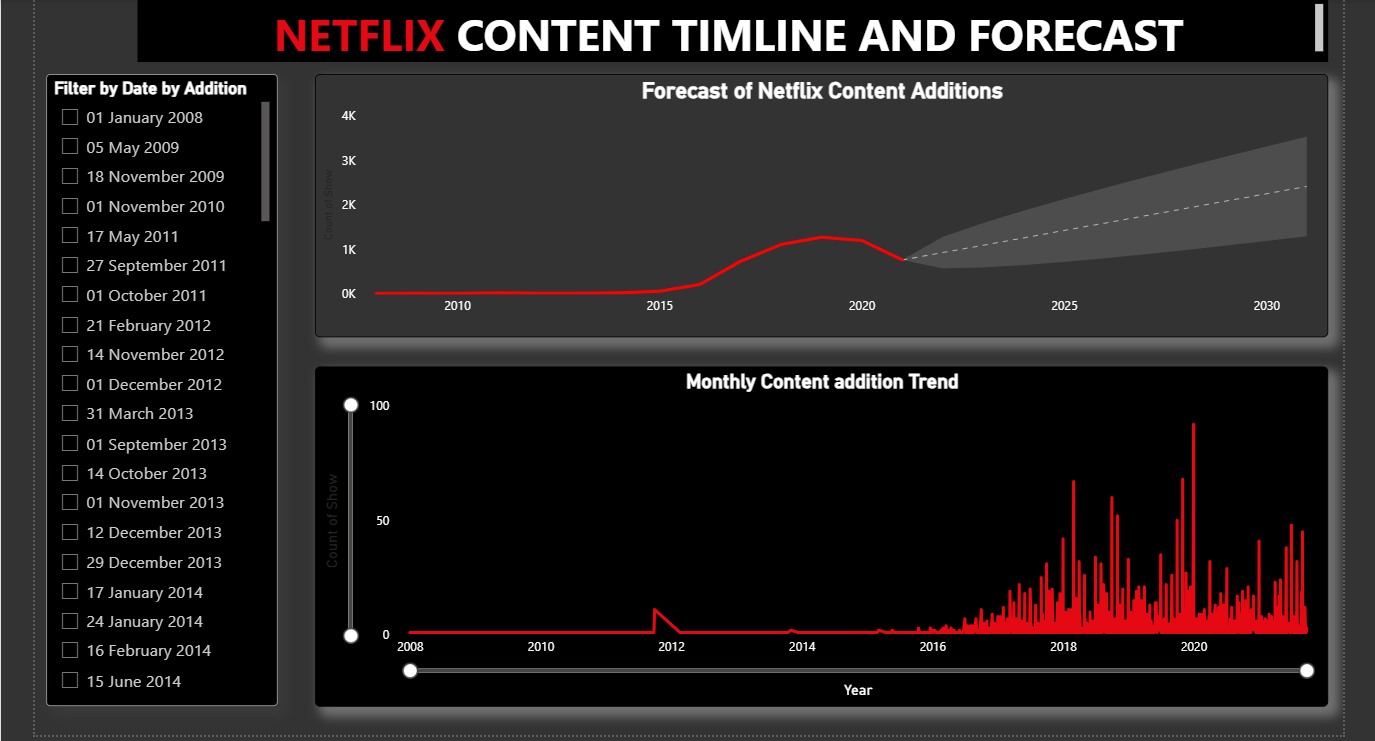 NETFLIX CONTENT TIMLINE AND FORECAST
Filter by Date by Addition
01 January 2008
05 May 2009
18 November 2009
01 November 2010
17 May 2011
27 September 2011
01 October 2011
21 February 2012
14 November 2012
01 December 2012
31 March 2013
01 September 2013
14 October 2013
01 November 2013
12 December 2013
29 December 2013
17 January 2014
24 January 2014
16 February 2014
15 June 2014
Forecast of Netflix Content Additions
Count of Show
4K
3K
2K
1K
0K
2010 2015 2020 2025 2030
Monthly Content addition Trend
Count of Show
100
50
0
2008 2010 2012 2014 2016 2018 2020
Year